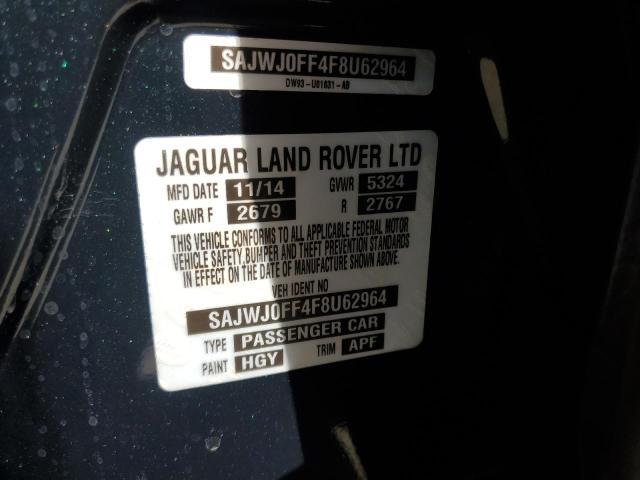 SAJWJ0FF4F8U62964
DW93-U01631-AB
JAGUAR LAND ROVER LTD
MFD DATE 11/14 GVWR 5324
GAWR F 2679 R 2767
THIS VEHICLE CONFORMS TO ALL APPLICABLE FEDERAL MOTOR
VEHICLE SAFETY,BUMPER AND THEFT PREVENTION STANDARDS
IN EFFECT ON THE DATE OF MANUFACTURE SHOWN ABOVE.
VEH IDENT NO
SAJWJ0FF4F8U62964
TYPE PASSENGER CAR
PAINT HGY TRIM APF